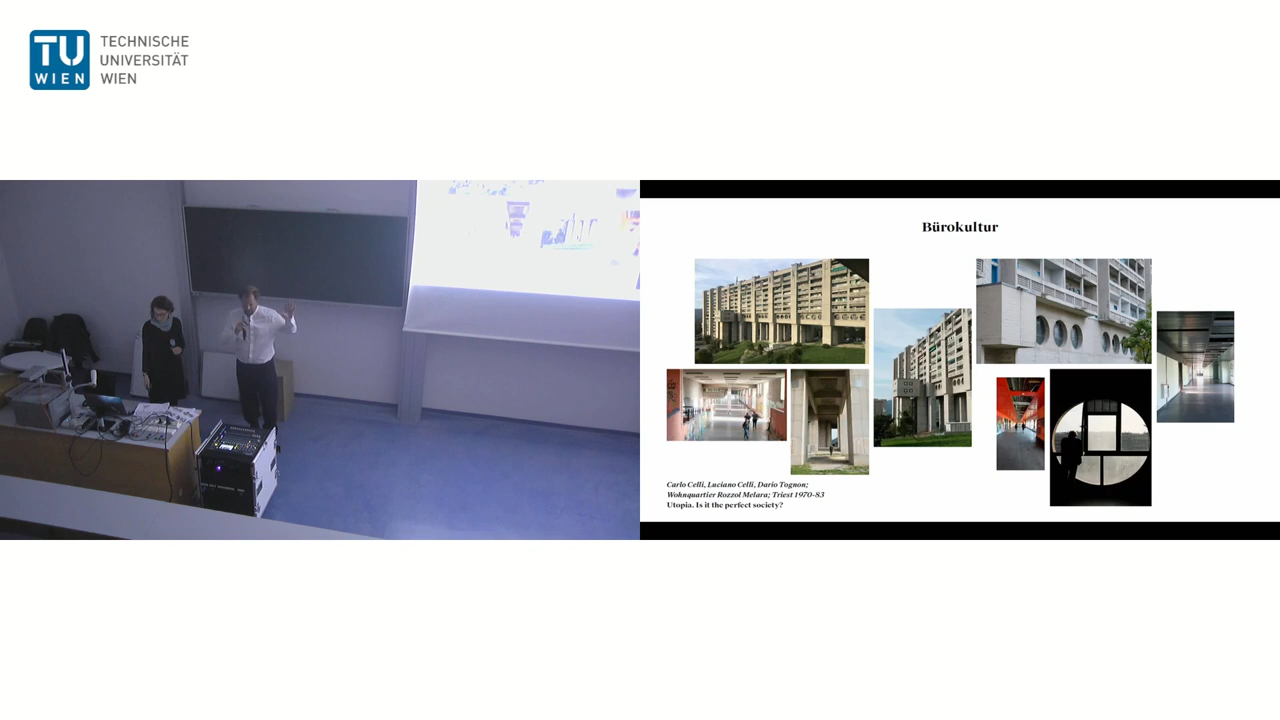 TU
WIEN
TECHNISCHE
UNIVERSITÄT
WIEN
Bürokultur
Carlo Celli, Luciano Celli, Dario Tognon;
Wohnquartier Rozzol Melara; Triest 1970-83
Utopia. Is it the perfect society?